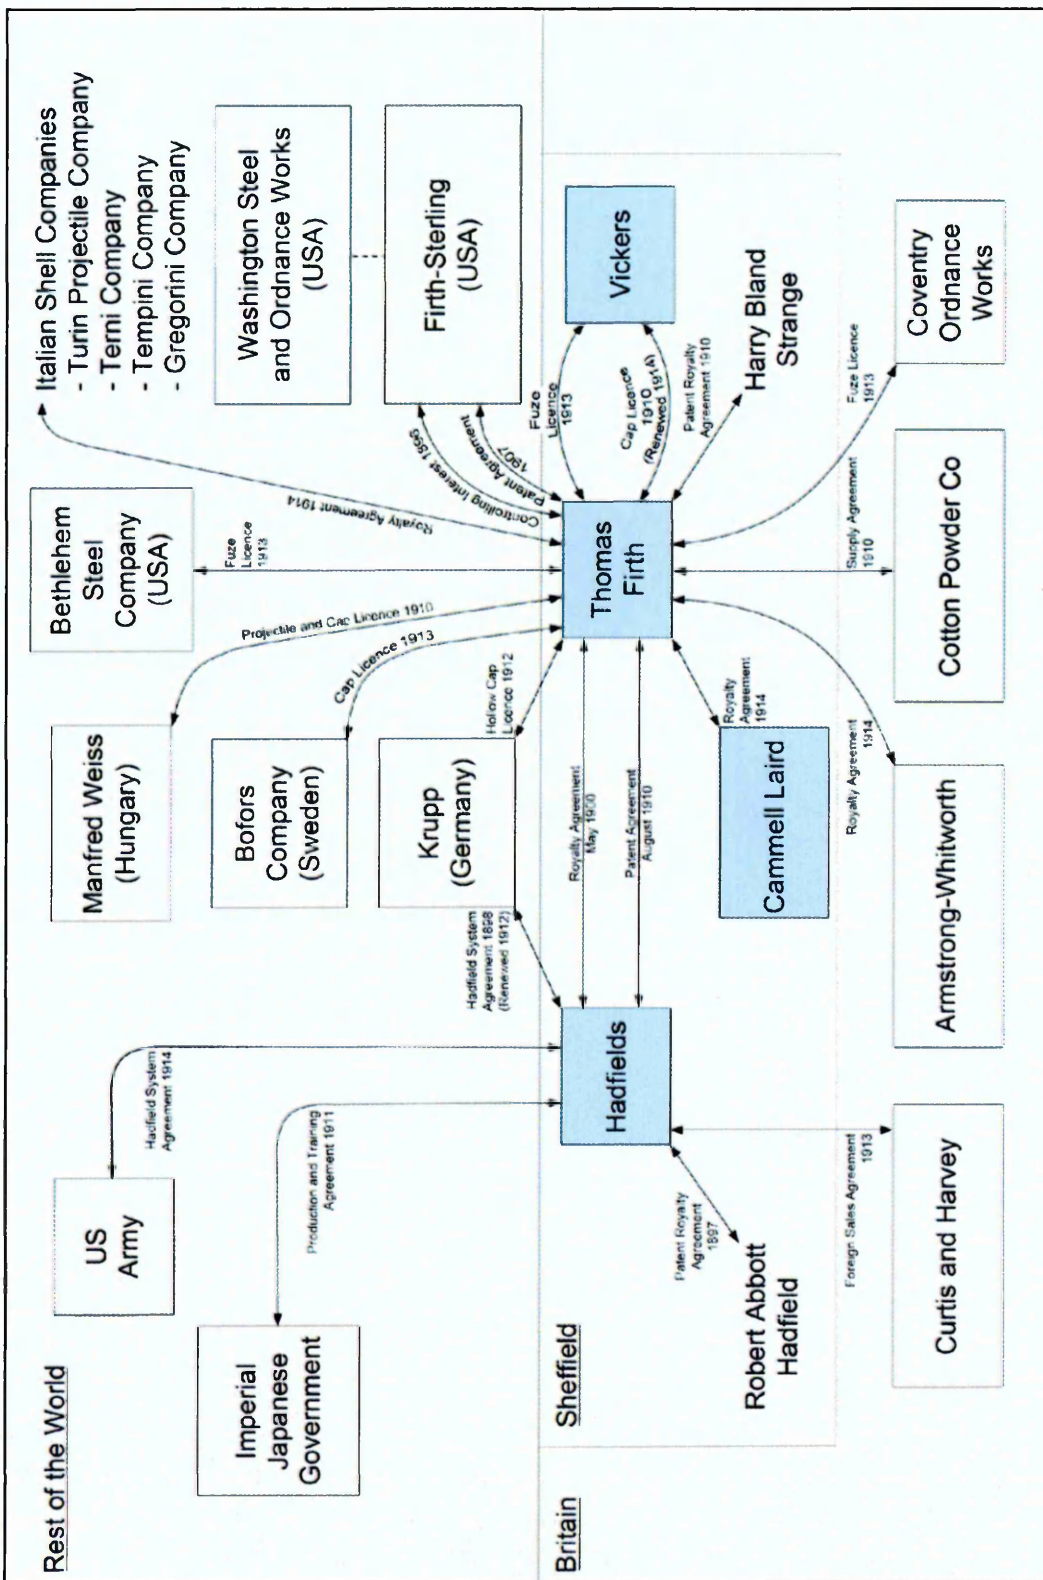 Rest of the World
US
Army
Hadfield System
Agreement 1914
Imperial
Japanese
Government
Production and Training
Agreement 1911
Manfred Weiss
(Hungary)
Projectile and Cap Licence 1910
Bofors
Company
(Sweden)
Cap Licence 1913
Krupp
(Germany)
Hadfield System
Agreement 1898
(Renewed 1912)
Hollow Cap
Licence 1912
Bethlehem
Steel
Company
(USA)
Fuze
Licence
1913
Italian Shell Companies
- Turin Projectile Company
- Terni Company
- Tempini Company
- Gregorini Company
Royalty Agreement 1914
Washington Steel
and Ordnance Works
(USA)
Firth-Sterling
(USA)
Controlling Interest 1896
Patent Agreement
1907
Britain
Sheffield
Hadfields
Royalty Agreement
May 1900
Patent Agreement
August 1910
Thomas
Firth
Fuze
Licence
1913
Cap Licence
1910
(Renewed 1914)
Vickers
Patent Royalty
Agreement 1910
Harry Bland
Strange
Robert Abbott
Hadfield
Patent Royalty
Agreement
1897
Cammell Laird
Royalty
Agreement
1914
Foreign Sales Agreement
1913
Curtis and Harvey
Royalty Agreement
1914
Armstrong-Whitworth
Supply Agreement
1910
Cotton Powder Co
Fuze Licence
1913
Coventry
Ordnance
Works